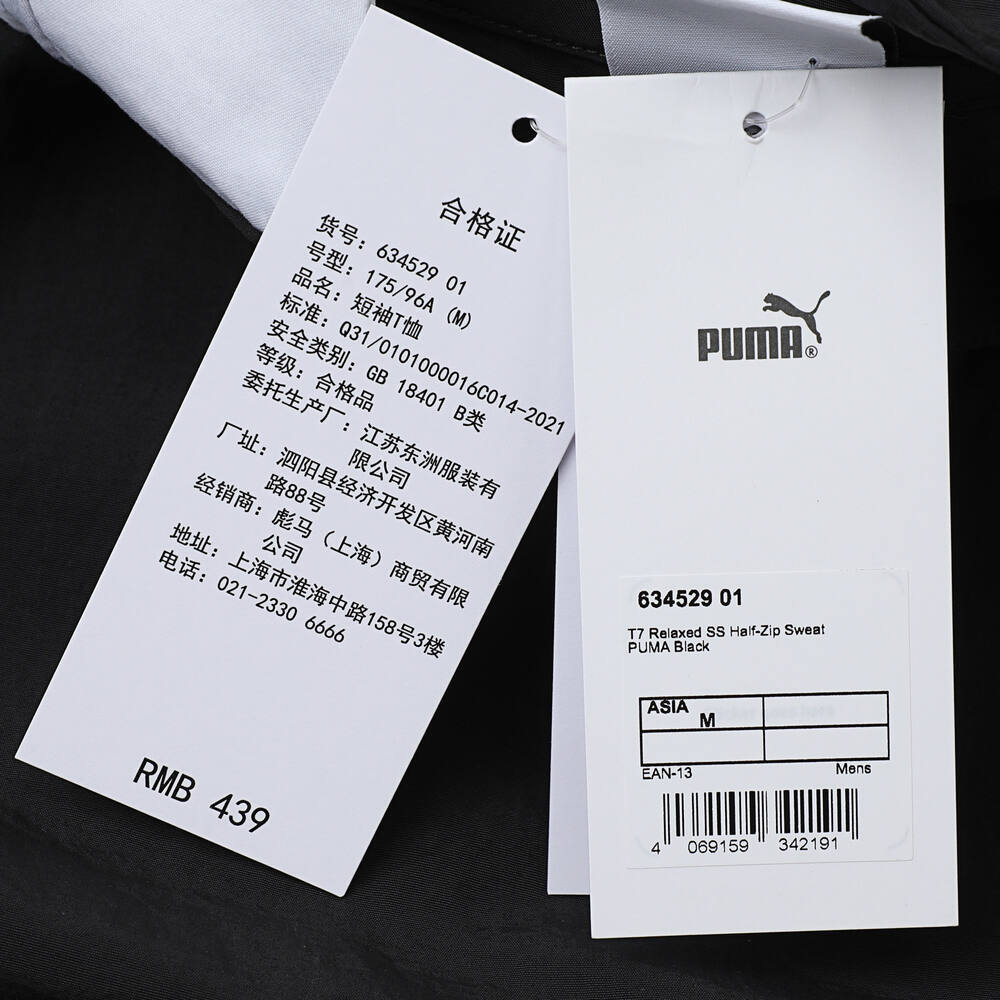 合格证
货号: 634529 01
号型: 175/96A (M)
品名: 短袖T恤
标准: Q31/0101000016C014-2021
安全类别: GB 18401 B类
等级: 合格品
委托生产厂: 江苏东洲服装有
限公司
厂址: 泗阳县经济开发区黄河南
路88号
经销商: 彪马（上海）商贸有限
公司
地址: 上海市淮海中路158号3楼
电话: 021-2330 6666
RMB 439
PUMA®
634529 01
T7 Relaxed SS Half-Zip Sweat
PUMA Black
ASIA
M
EAN-13 Mens
4 069159 342191